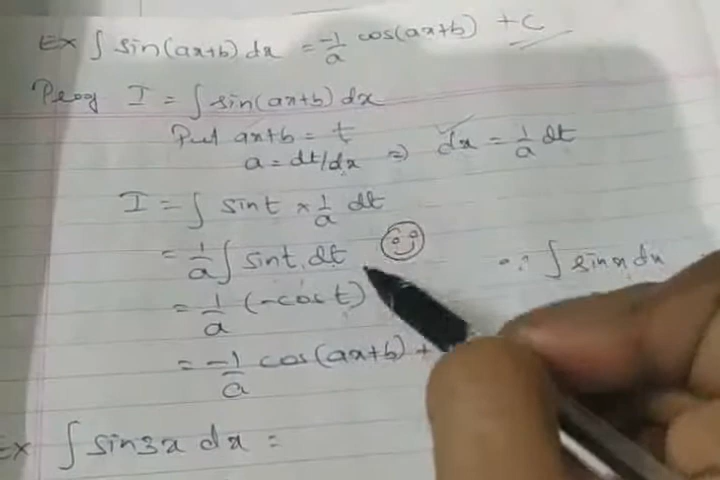 Ex ∫ sin(ax+b) dx = -1/a cos(ax+b) + C
Proof I = ∫ sin(ax+b) dx
Put ax+b = t
a = dt/dx ⇒ dx = 1/a dt
I = ∫ sint × 1/a dt
= 1/a ∫ sint. dt
∵ ∫ sinx dx
= 1/a (-cos t)
= -1/a cos(ax+b) +
Ex ∫ sin3x dx =